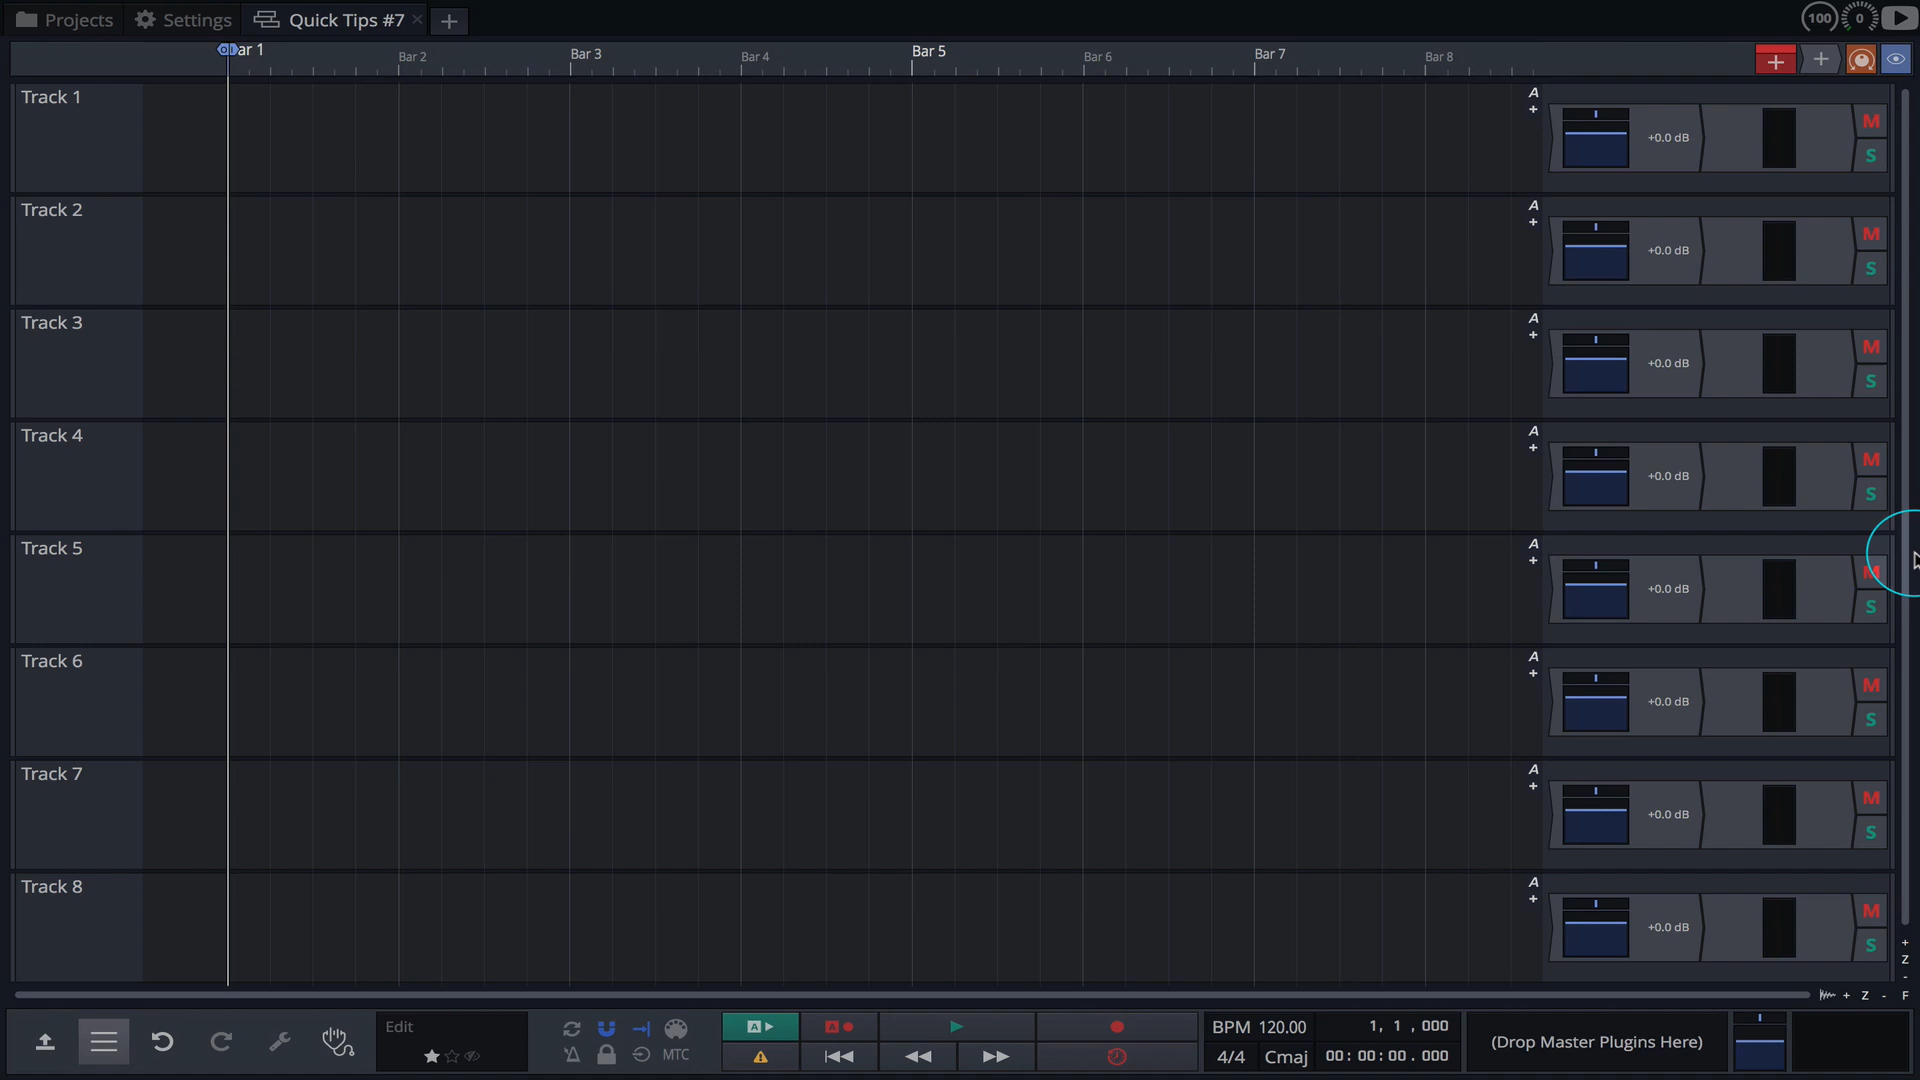 Projects
Settings
Quick Tips #7
100
0
Bar 1
Bar 2
Bar 3
Bar 4
Bar 5
Bar 6
Bar 7
Bar 8
Track 1
A
+0.0 dB
M
S
Track 2
A
+0.0 dB
M
S
Track 3
A
+0.0 dB
M
S
Track 4
A
+0.0 dB
M
S
Track 5
A
+0.0 dB
M
S
Track 6
A
+0.0 dB
M
S
Track 7
A
+0.0 dB
M
S
Track 8
A
+0.0 dB
M
S
+
Z
-
+ Z - F
Edit
MTC
A
A
BPM 120.00
1, 1 , 000
4/4 Cmaj 00: 00: 00 . 000
(Drop Master Plugins Here)